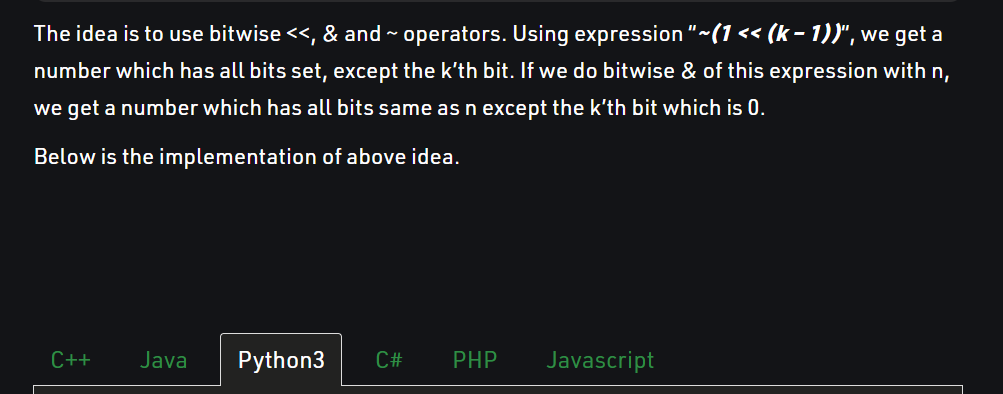 The idea is to use bitwise <<, & and ~ operators. Using expression "~(1 << (k – 1))", we get a
number which has all bits set, except the k’th bit. If we do bitwise & of this expression with n,
we get a number which has all bits same as n except the k’th bit which is 0.
Below is the implementation of above idea.
C++ Java Python3 C# PHP Javascript